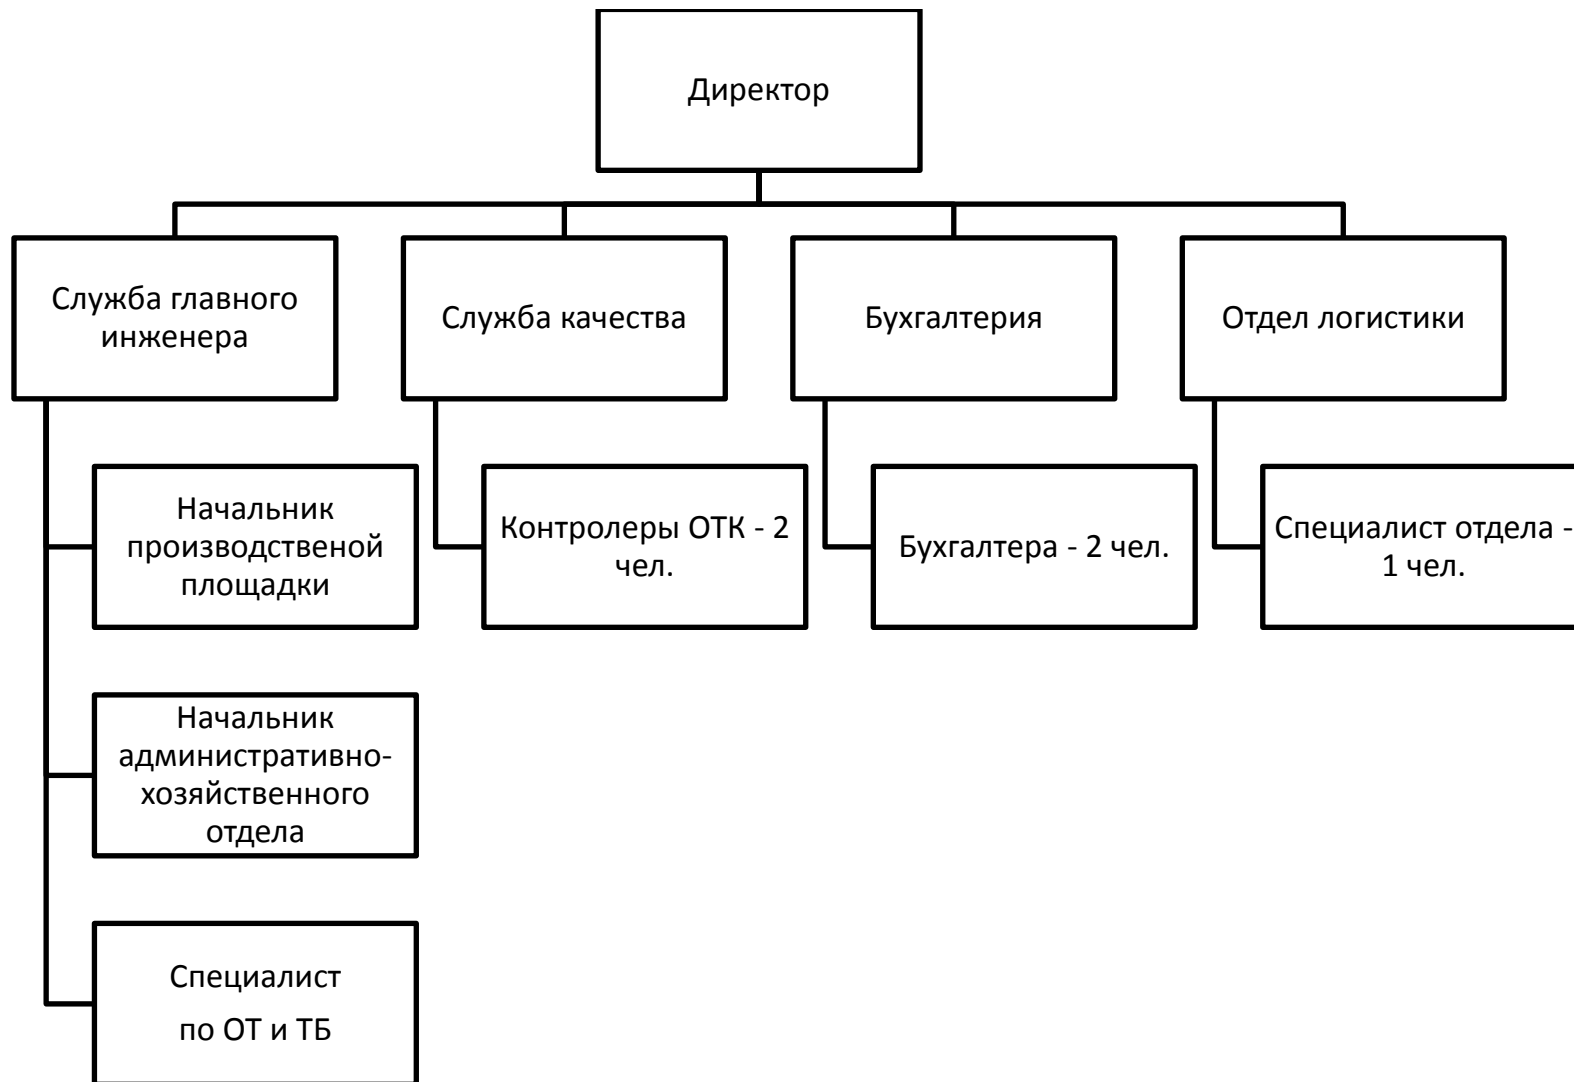 Директор
Служба главного
инженера
Служба качества
Бухгалтерия
Отдел логистики
Начальник
производственой
площадки
Контролеры ОТК - 2
чел.
Бухгалтера - 2 чел.
Специалист отдела -
1 чел.
Начальник
административно-
хозяйственного
отдела
Специалист
по ОТ и ТБ